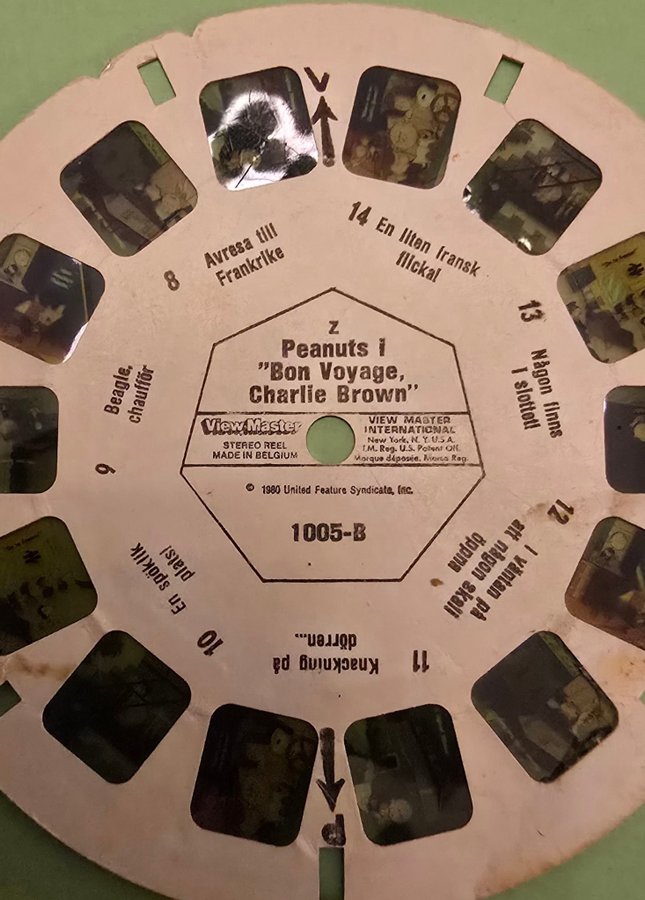 V
14 En liten fransk
flicka!
13 Någon finns
i slottet!
12 I väntan på
att någon skall
öppna
11 Knackning på
dörren...
10 En spöklik
plats!
9 Beagle,
chaufför
8 Avresa till
Frankrike
Z
Peanuts i
"Bon Voyage,
Charlie Brown"
View-Master
STEREO REEL
MADE IN BELGIUM
VIEW MASTER
INTERNATIONAL
New York, N.Y. U.S.A.
T.M. Reg. U.S. Patent Off.
Marque déposée. Marca Reg.
© 1980 United Feature Syndicate, Inc.
1005-B